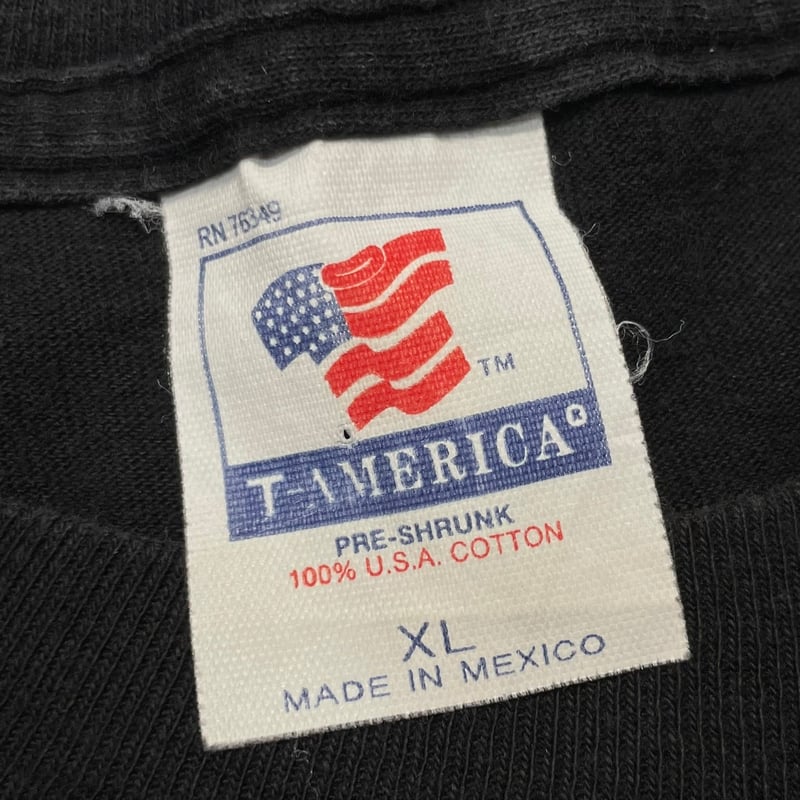 RN 76349
TM
T-AMERICA®
PRE-SHRUNK
100% U.S.A. COTTON
XL
MADE IN MEXICO